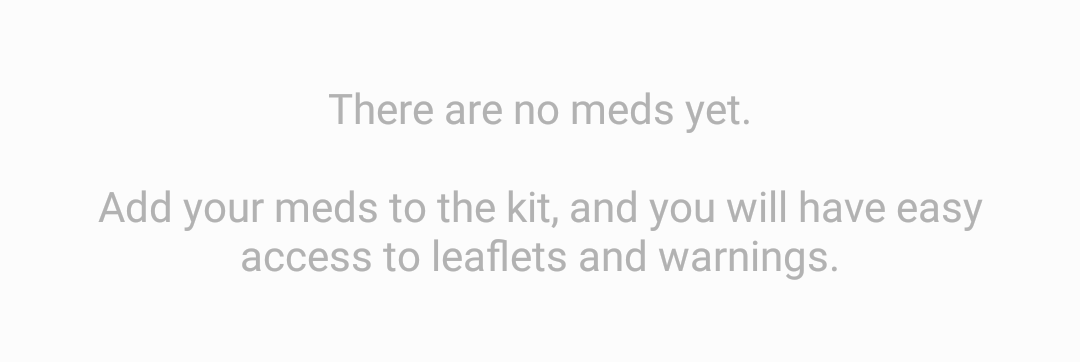 There are no meds yet.
Add your meds to the kit, and you will have easy
access to leaflets and warnings.